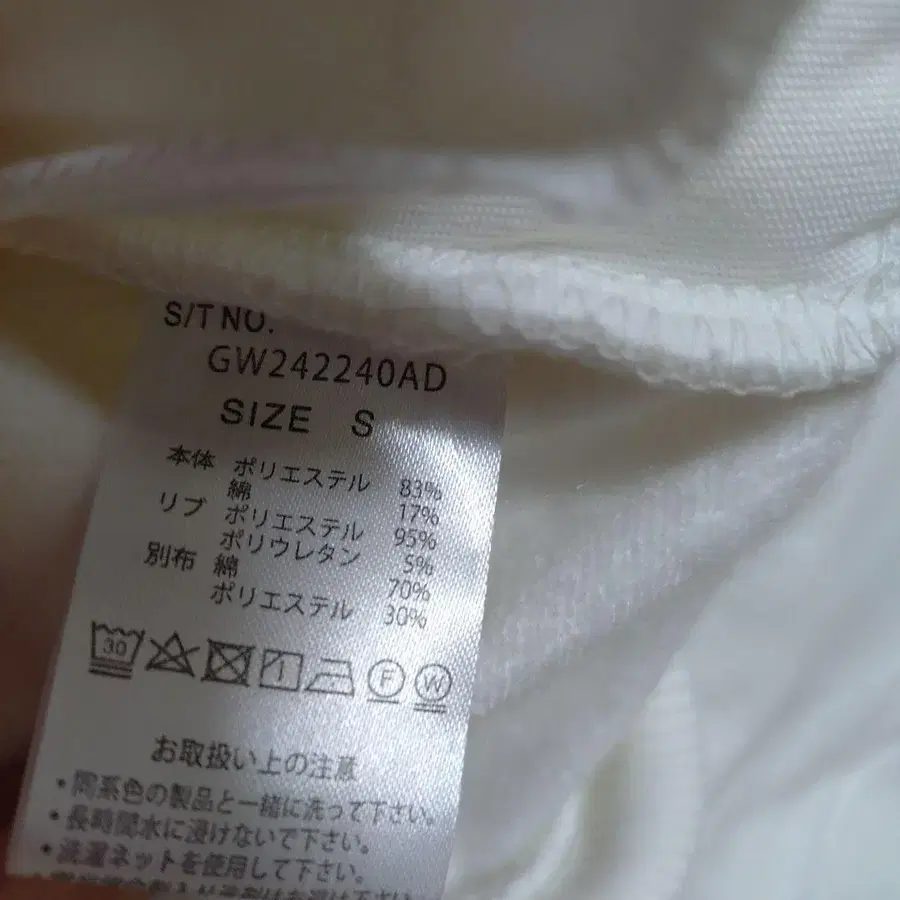 S/T NO.
GW242240AD
SIZE S
本体 ポリエステル 83%
綿 17%
リブ ポリエステル 95%
ポリウレタン 5%
別布 綿 70%
ポリエステル 30%
30 F W
お取扱い上の注意
・同系色の製品と一緒に洗って下さい。
・長時間水に浸けないで下さい。
・洗濯ネットを使用して下さい。